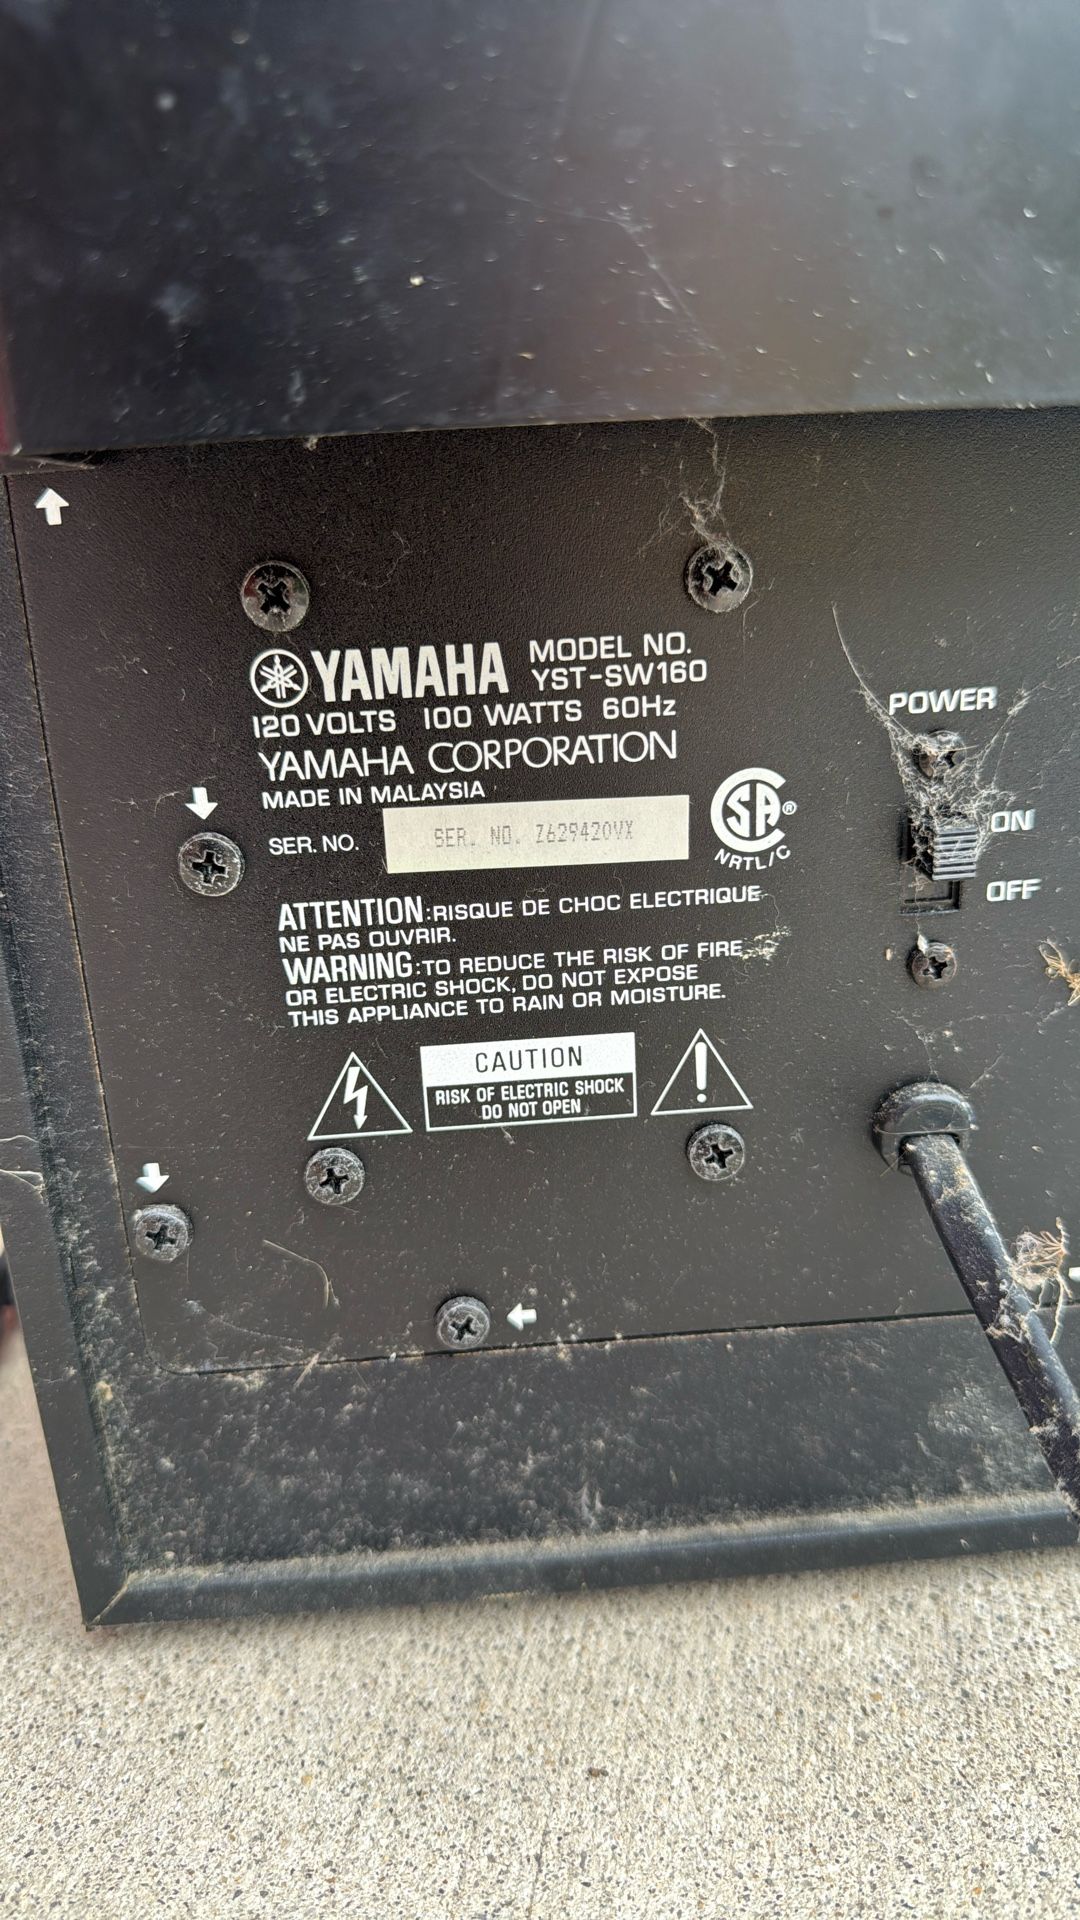 YAMAHA MODEL NO.
YST-SW160
120 VOLTS 100 WATTS 60Hz
YAMAHA CORPORATION
MADE IN MALAYSIA
SER. NO. SER. NO. Z629420VX
SA ®
NRTL/C
ATTENTION:RISQUE DE CHOC ELECTRIQUE
NE PAS OUVRIR.
WARNING:TO REDUCE THE RISK OF FIRE
OR ELECTRIC SHOCK, DO NOT EXPOSE
THIS APPLIANCE TO RAIN OR MOISTURE.
CAUTION
RISK OF ELECTRIC SHOCK
DO NOT OPEN
POWER
ON
OFF